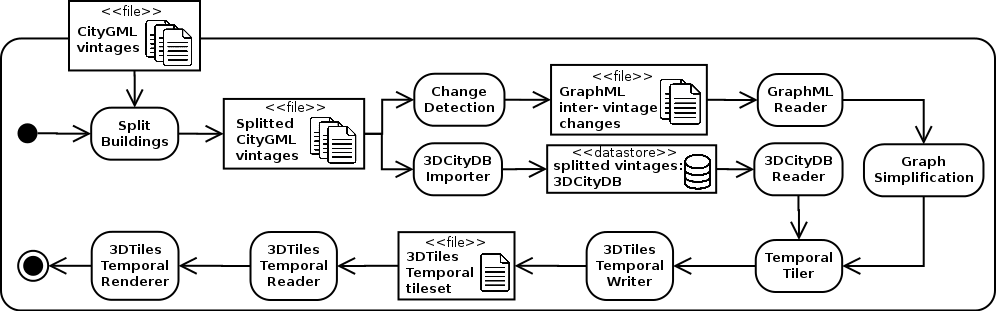 <<file>>
CityGML
vintages
Split
Buildings
<<file>>
Splitted
CityGML
vintages
Change
Detection
<<file>>
GraphML
inter- vintage
changes
GraphML
Reader
3DCityDB
Importer
<<datastore>>
splitted vintages:
3DCityDB
3DCityDB
Reader
Graph
Simplification
Temporal
Tiler
3DTiles
Temporal
Writer
<<file>>
3DTiles
Temporal
tileset
3DTiles
Temporal
Reader
3DTiles
Temporal
Renderer